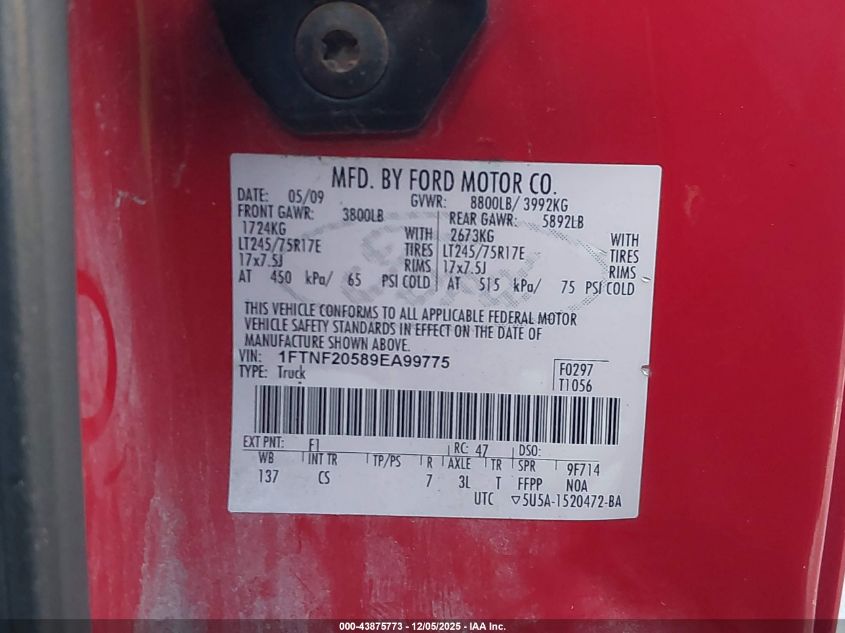 MFD. BY FORD MOTOR CO.
DATE: 05/09 GVWR: 8800LB/ 3992KG
FRONT GAWR: 3800LB REAR GAWR: 5892LB
1724KG WITH 2673KG WITH
LT245/75R17E TIRES LT245/75R17E TIRES
17x7.5J RIMS 17x7.5J RIMS
AT 450 kPa/ 65 PSI COLD AT 515 kPa/ 75 PSI COLD
THIS VEHICLE CONFORMS TO ALL APPLICABLE FEDERAL MOTOR
VEHICLE SAFETY STANDARDS IN EFFECT ON THE DATE OF
MANUFACTURE SHOWN ABOVE.
VIN: 1FTNF20589EA99775
TYPE: Truck
F0297
T1056
EXT PNT: F1 RC: 47 DSO:
WB INT TR TP/PS R AXLE TR SPR 9F714
137 CS 7 3L T FFPP NOA
UTC ▽5U5A-1520472-BA
000-43875773 - 12/05/2025 - IAA Inc.